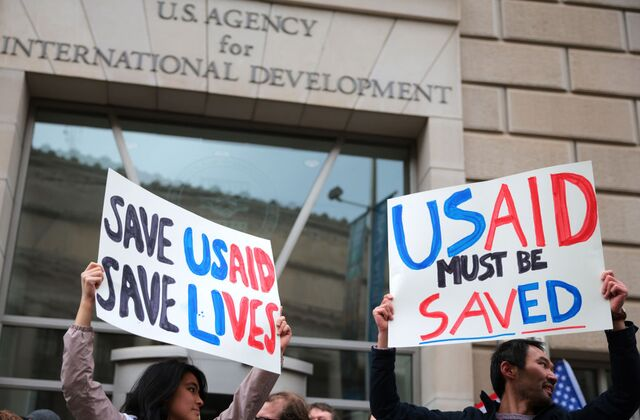 U.S. AGENCY
for
INTERNATIONAL DEVELOPMENT
SAVE USAID
SAVE LIVES
USAID
MUST BE
SAVED